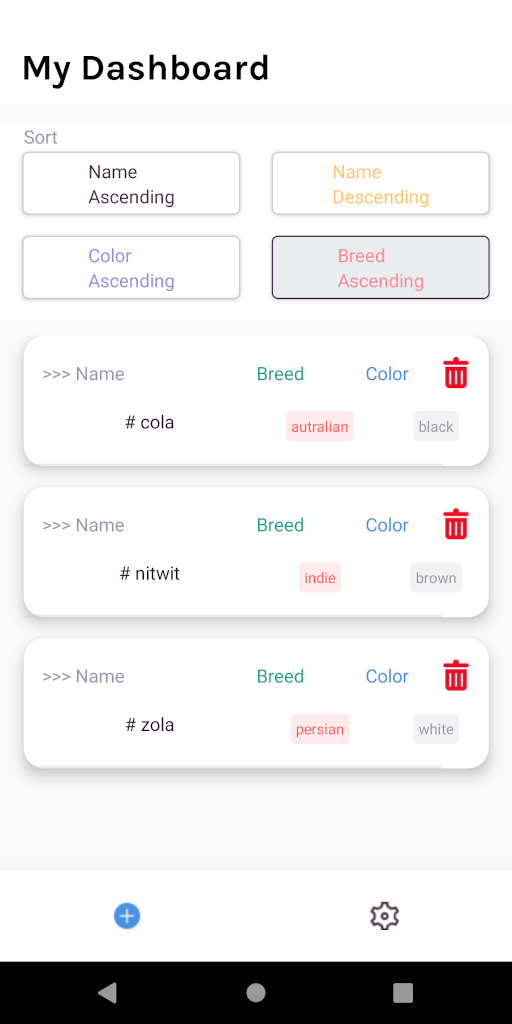 My Dashboard
Sort
Name
Ascending
Name
Descending
Color
Ascending
Breed
Ascending
>>> Name Breed Color
# cola autralian black
>>> Name Breed Color
# nitwit indie brown
>>> Name Breed Color
# zola persian white